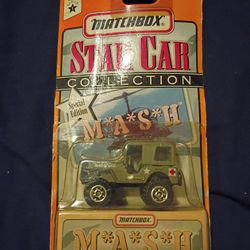 MATCHBOX
STAR CAR
COLLECTION
Special
Edition
M*A*S*H
MATCHBOX
M*A*S*H